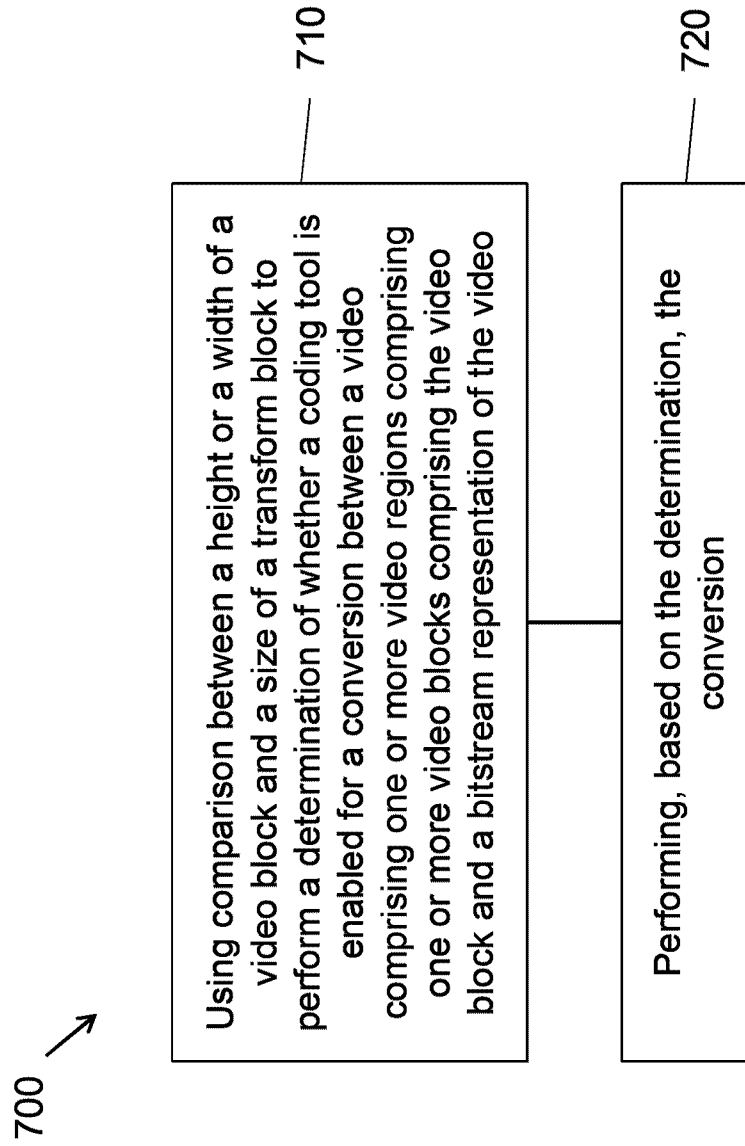 700
Using comparison between a height or a width of a
video block and a size of a transform block to
perform a determination of whether a coding tool is
enabled for a conversion between a video
comprising one or more video regions comprising
one or more video blocks comprising the video
block and a bitstream representation of the video
710
Performing, based on the determination, the
conversion
720